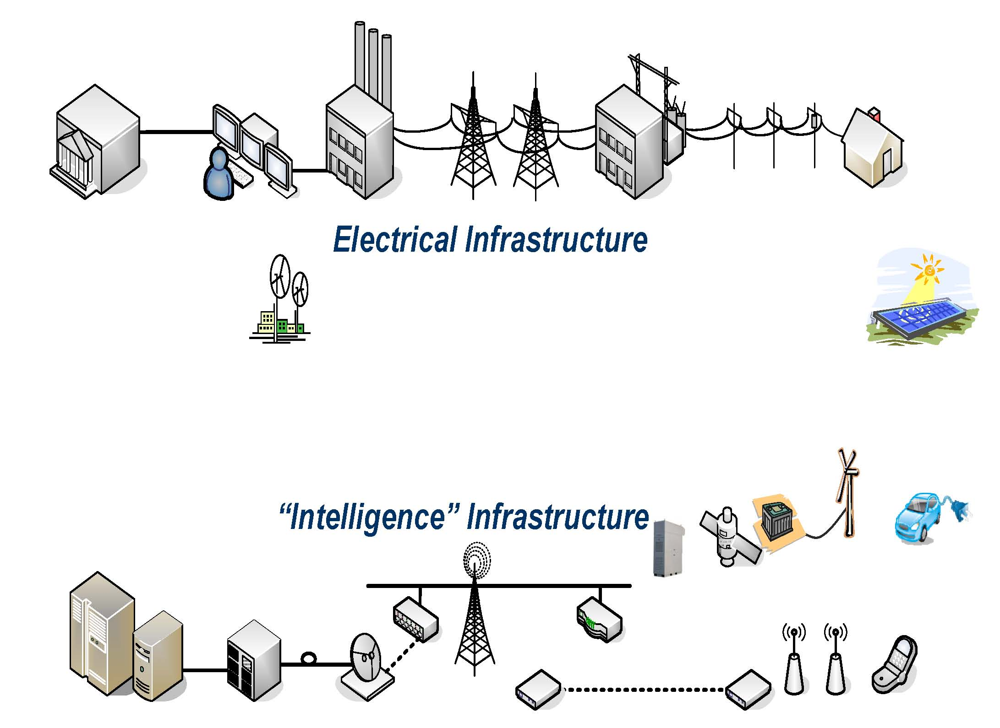 Electrical Infrastructure
“Intelligence” Infrastructure